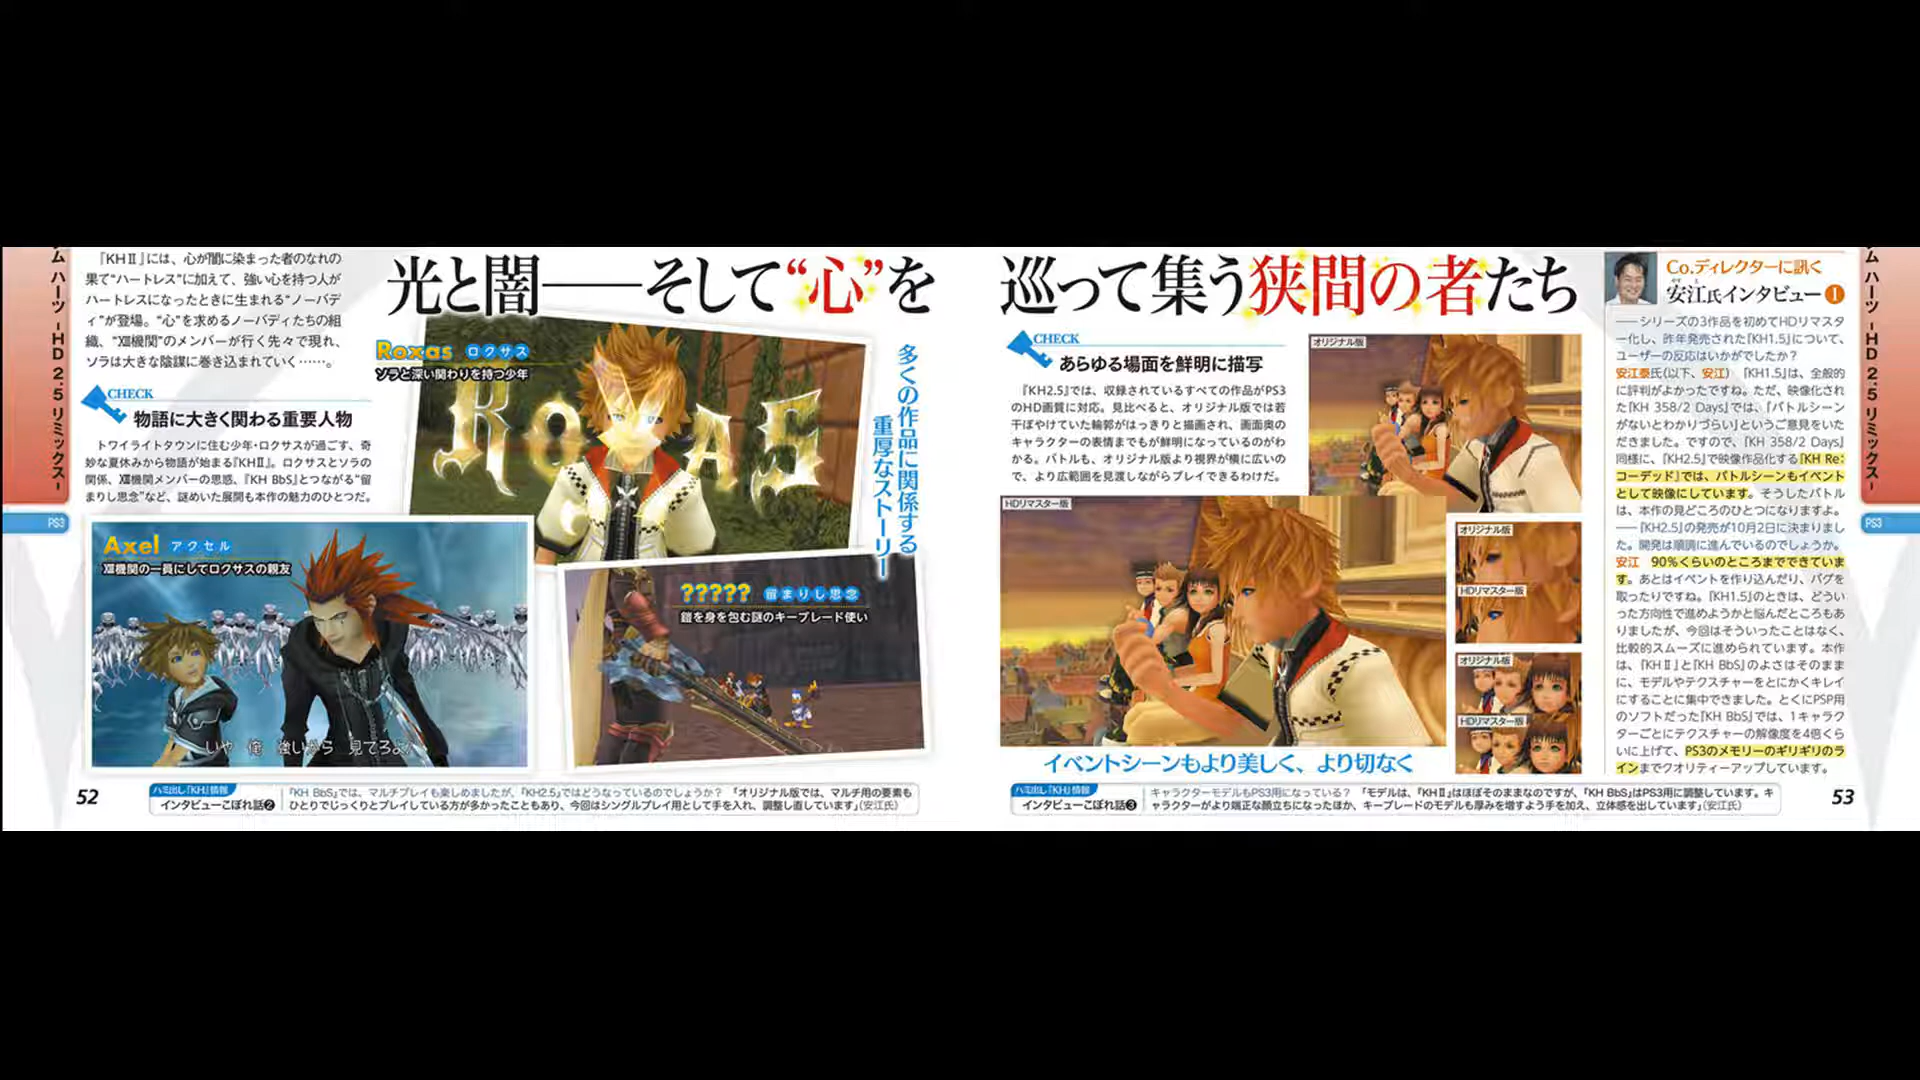 ム ハーツ -HD 2.5 リミックス-
PS3
『KHⅡ』には、心が闇に染まった者のなれの
果て“ハートレス”に加えて、強い心を持つ人が
ハートレスになったときに生まれる“ノーバデ
ィ”が登場。“心”を求めるノーバディたちの組
織、“XⅢ機関”のメンバーが行く先々で現れ、
ソラは大きな陰謀に巻き込まれていく……。
CHECK
物語に大きく関わる重要人物
トワイライトタウンに住む少年・ロクサスが過ごす、奇
妙な夏休みから物語が始まる『KHⅡ』。ロクサスとソラの
関係、XⅢ機関メンバーの思惑、『KH BbS』とつながる“留
まりし思念”など、謎めいた展開も本作の魅力のひとつだ。
光と闇――そして“心”を
Roxas ロクサス
ソラと深い関わりを持つ少年
ROXAS
多くの作品に関係する
重厚なストーリー
Axel アクセル
XⅢ機関の一員にしてロクサスの親友
いや 俺 強いから 見てろよ
????? 留まりし思念
鎧を身を包む謎のキーブレード使い
52
ハミ出し『KH』情報
インタビューこぼれ話②
『KH BbS』では、マルチプレイも楽しめましたが、『KH2.5』ではどうなっているのでしょうか？ 「オリジナル版では、マルチ用の要素も
ひとりでじっくりとプレイしている方が多かったこともあり、今回はシングルプレイ用として手を入れ、調整し直しています」（安江氏）
巡って集う狭間の者たち
CHECK
あらゆる場面を鮮明に描写
『KH2.5』では、収録されているすべての作品がPS3
のHD画質に対応。見比べると、オリジナル版では若
干ぼやけていた輪郭がはっきりと描画され、画面奥の
キャラクターの表情までもが鮮明になっているのがわ
かる。バトルも、オリジナル版より視界が横に広いの
で、より広範囲を見渡しながらプレイできるわけだ。
オリジナル版
HDリマスター版
オリジナル版
HDリマスター版
オリジナル版
HDリマスター版
イベントシーンもより美しく、より切なく
Co.ディレクターに訊く
安江氏インタビュー①
――シリーズの3作品を初めてHDリマスタ
ー化し、昨年発売された『KH1.5』について、
ユーザーの反応はいかがでしたか？
安江泰氏（以下、安江） 『KH1.5』は、全般的
に評判がよかったですね。ただ、映像化され
た『KH 358/2 Days』では、「バトルシーン
がないとわかりづらい」というご意見をいた
だきました。ですので、『KH 358/2 Days』
同様に、『KH2.5』で映像作品化する『KH Re:
コーデッド』では、バトルシーンもイベント
として映像にしています。そうしたバトル
は、本作の見どころのひとつになりますよ。
――『KH2.5』の発売が10月2日に決まりまし
た。開発は順調に進んでいるのでしょうか。
安江 90％くらいのところまでできていま
す。あとはイベントを作り込んだり、バグを
取ったりですね。『KH1.5』のときは、どうい
った方向性で進めようかと悩んだところもあ
りましたが、今回はそういったことはなく、
比較的スムーズに進められています。本作
は、『KHⅡ』と『KH BbS』のよさはそのまま
に、モデルやテクスチャーをとにかくキレイ
にすることに集中できました。とくにPSP用
のソフトだった『KH BbS』では、1キャラク
ターごとにテクスチャーの解像度を4倍くら
いに上げて、PS3のメモリーのギリギリのラ
インまでクオリティーアップしています。
ハミ出し『KH』情報
インタビューこぼれ話③
キャラクターモデルもPS3用になっている？ 「モデルは、『KHⅡ』はほぼそのままなのですが、『KH BbS』はPS3用に調整しています。キ
ャラクターがより端正な顔立ちになったほか、キーブレードのモデルも厚みを増すよう手を加え、立体感を出しています」（安江氏）
53
ム ハーツ -HD 2.5 リミックス-
PS3